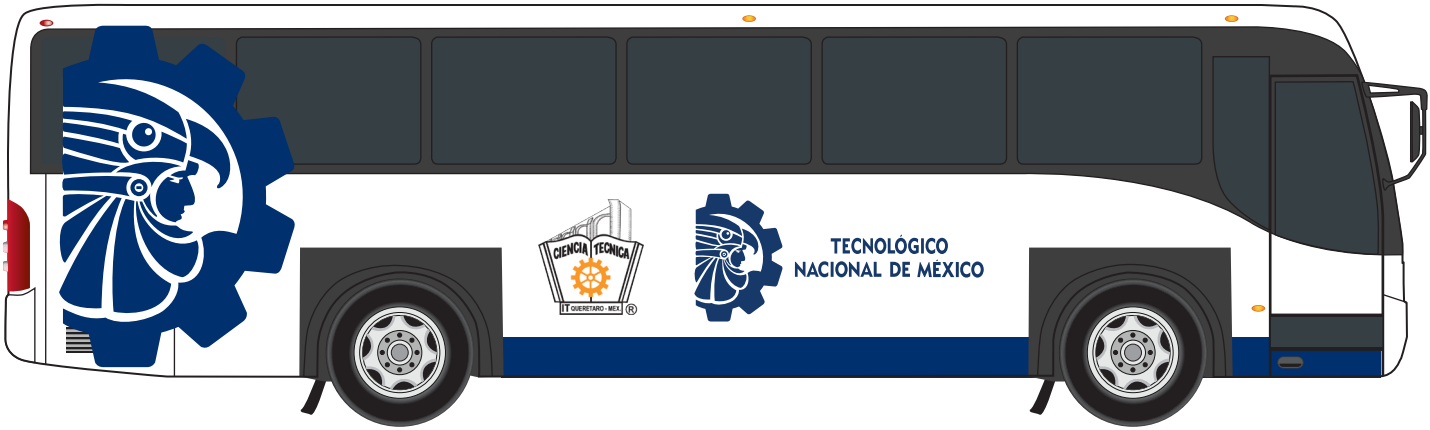 CIENCIA TECNICA
IT QUERETARO - MEX. ®
TECNOLÓGICO
NACIONAL DE MÉXICO